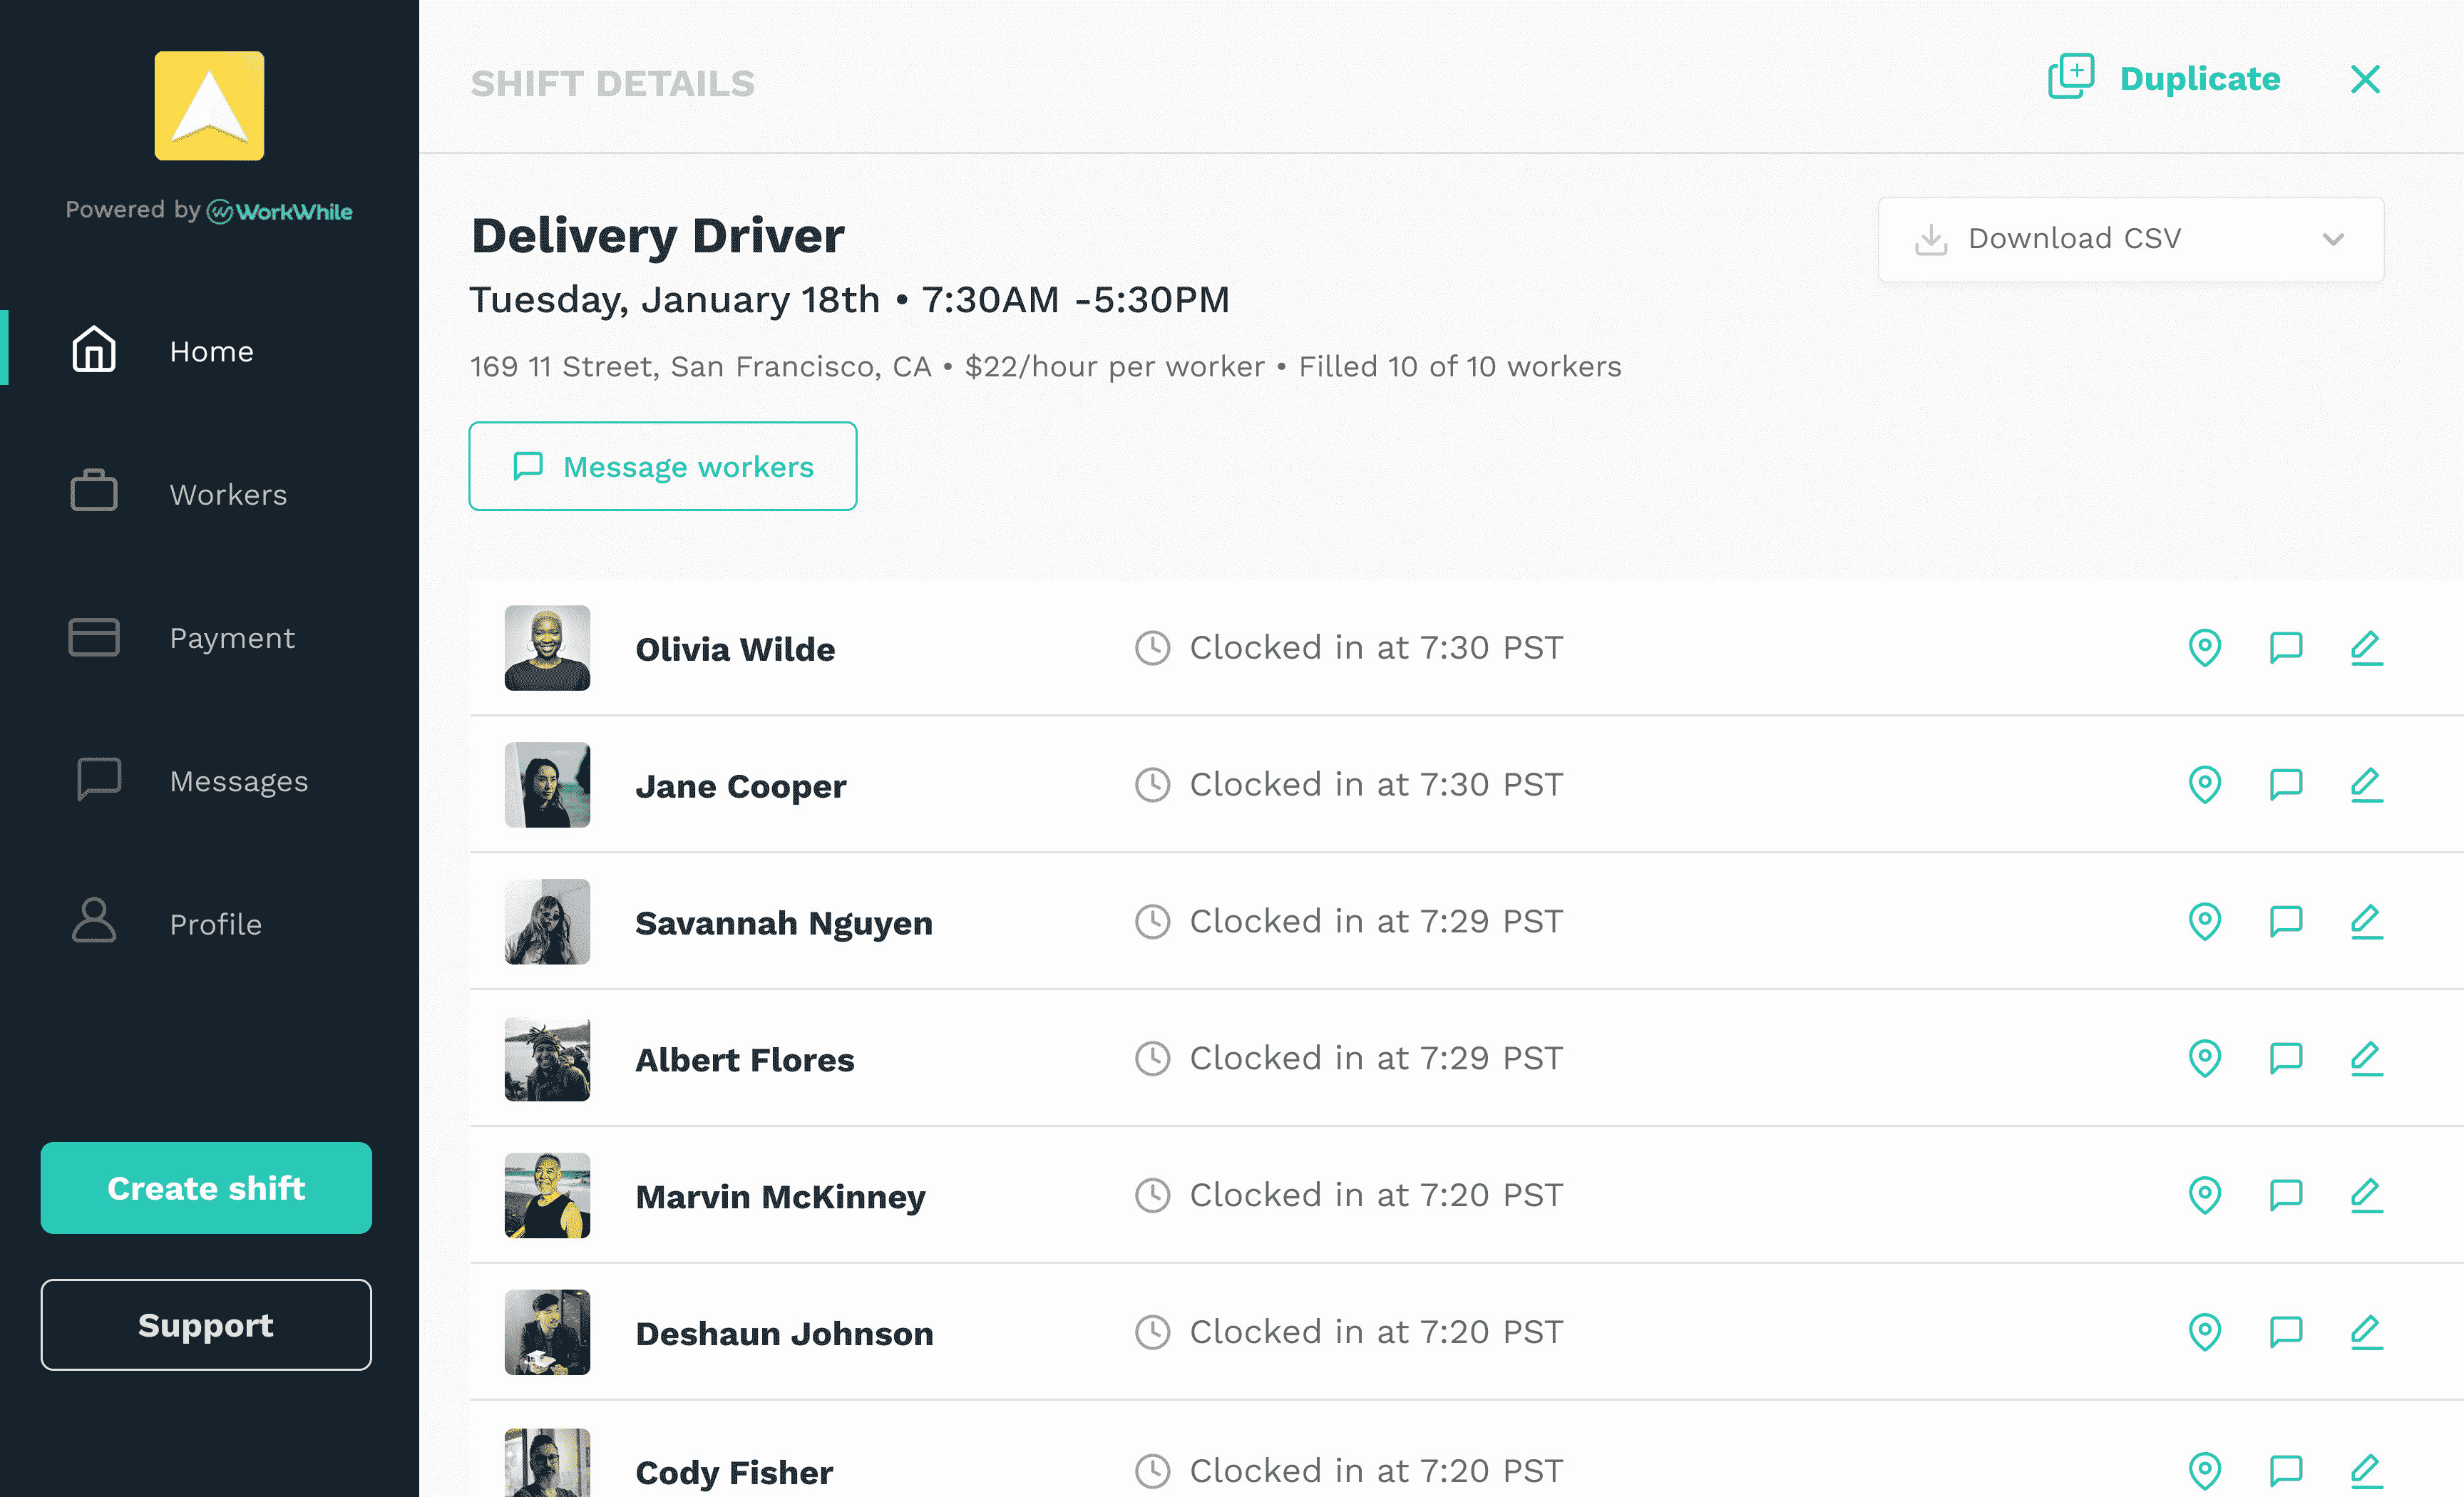 Powered by WorkWhile
Home
Workers
Payment
Messages
Profile
Create shift
Support
SHIFT DETAILS
Duplicate
Delivery Driver
Download CSV
Tuesday, January 18th • 7:30AM -5:30PM
169 11 Street, San Francisco, CA • $22/hour per worker • Filled 10 of 10 workers
Message workers
Olivia Wilde Clocked in at 7:30 PST
Jane Cooper Clocked in at 7:30 PST
Savannah Nguyen Clocked in at 7:29 PST
Albert Flores Clocked in at 7:29 PST
Marvin McKinney Clocked in at 7:20 PST
Deshaun Johnson Clocked in at 7:20 PST
Cody Fisher Clocked in at 7:20 PST